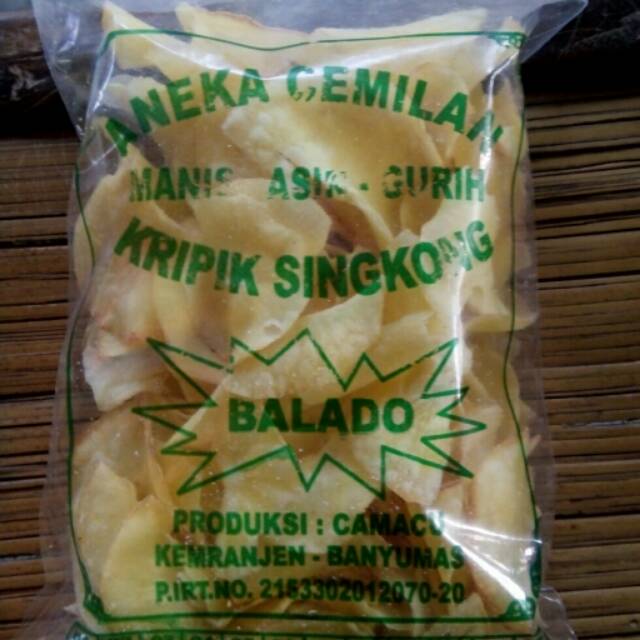 ANEKA CEMILAN
MANIS - ASIN - GURIH
KRIPIK SINGKONG
BALADO
PRODUKSI : CAMACU
KEMRANJEN - BANYUMAS
P.IRT.NO. 2153302012070-20